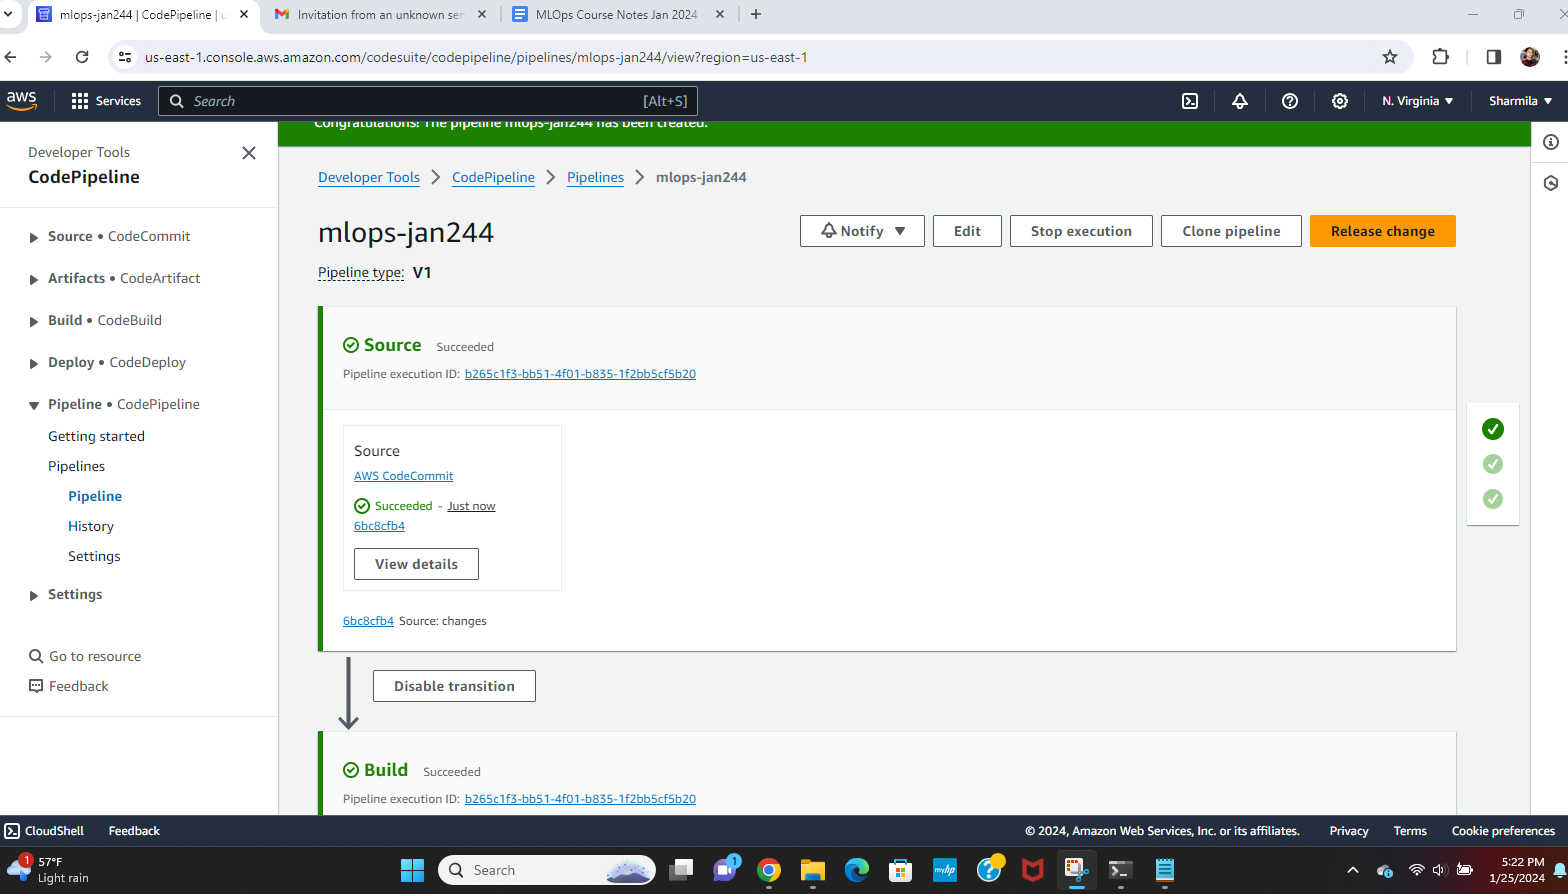 mlops-jan244 | CodePipeline | u
Invitation from an unknown sen
MLOps Course Notes Jan 2024
us-east-1.console.aws.amazon.com/codesuite/codepipeline/pipelines/mlops-jan244/view?region=us-east-1
aws
Services
Search
[Alt+S]
N. Virginia
Sharmila
Developer Tools
CodePipeline
Source • CodeCommit
Artifacts • CodeArtifact
Build • CodeBuild
Deploy • CodeDeploy
Pipeline • CodePipeline
Getting started
Pipelines
Pipeline
History
Settings
Settings
Go to resource
Feedback
Congratulations! The pipeline mlops-jan244 has been created.
Developer Tools > CodePipeline > Pipelines > mlops-jan244
mlops-jan244
Notify
Edit
Stop execution
Clone pipeline
Release change
Pipeline type: V1
Source Succeeded
Pipeline execution ID: b265c1f3-bb51-4f01-b835-1f2bb5cf5b20
Source
AWS CodeCommit
Succeeded - Just now
6bc8cfb4
View details
6bc8cfb4 Source: changes
Disable transition
Build Succeeded
Pipeline execution ID: b265c1f3-bb51-4f01-b835-1f2bb5cf5b20
CloudShell
Feedback
© 2024, Amazon Web Services, Inc. or its affiliates.
Privacy
Terms
Cookie preferences
1
57°F
Light rain
Search
1
myhp
5:22 PM
1/25/2024